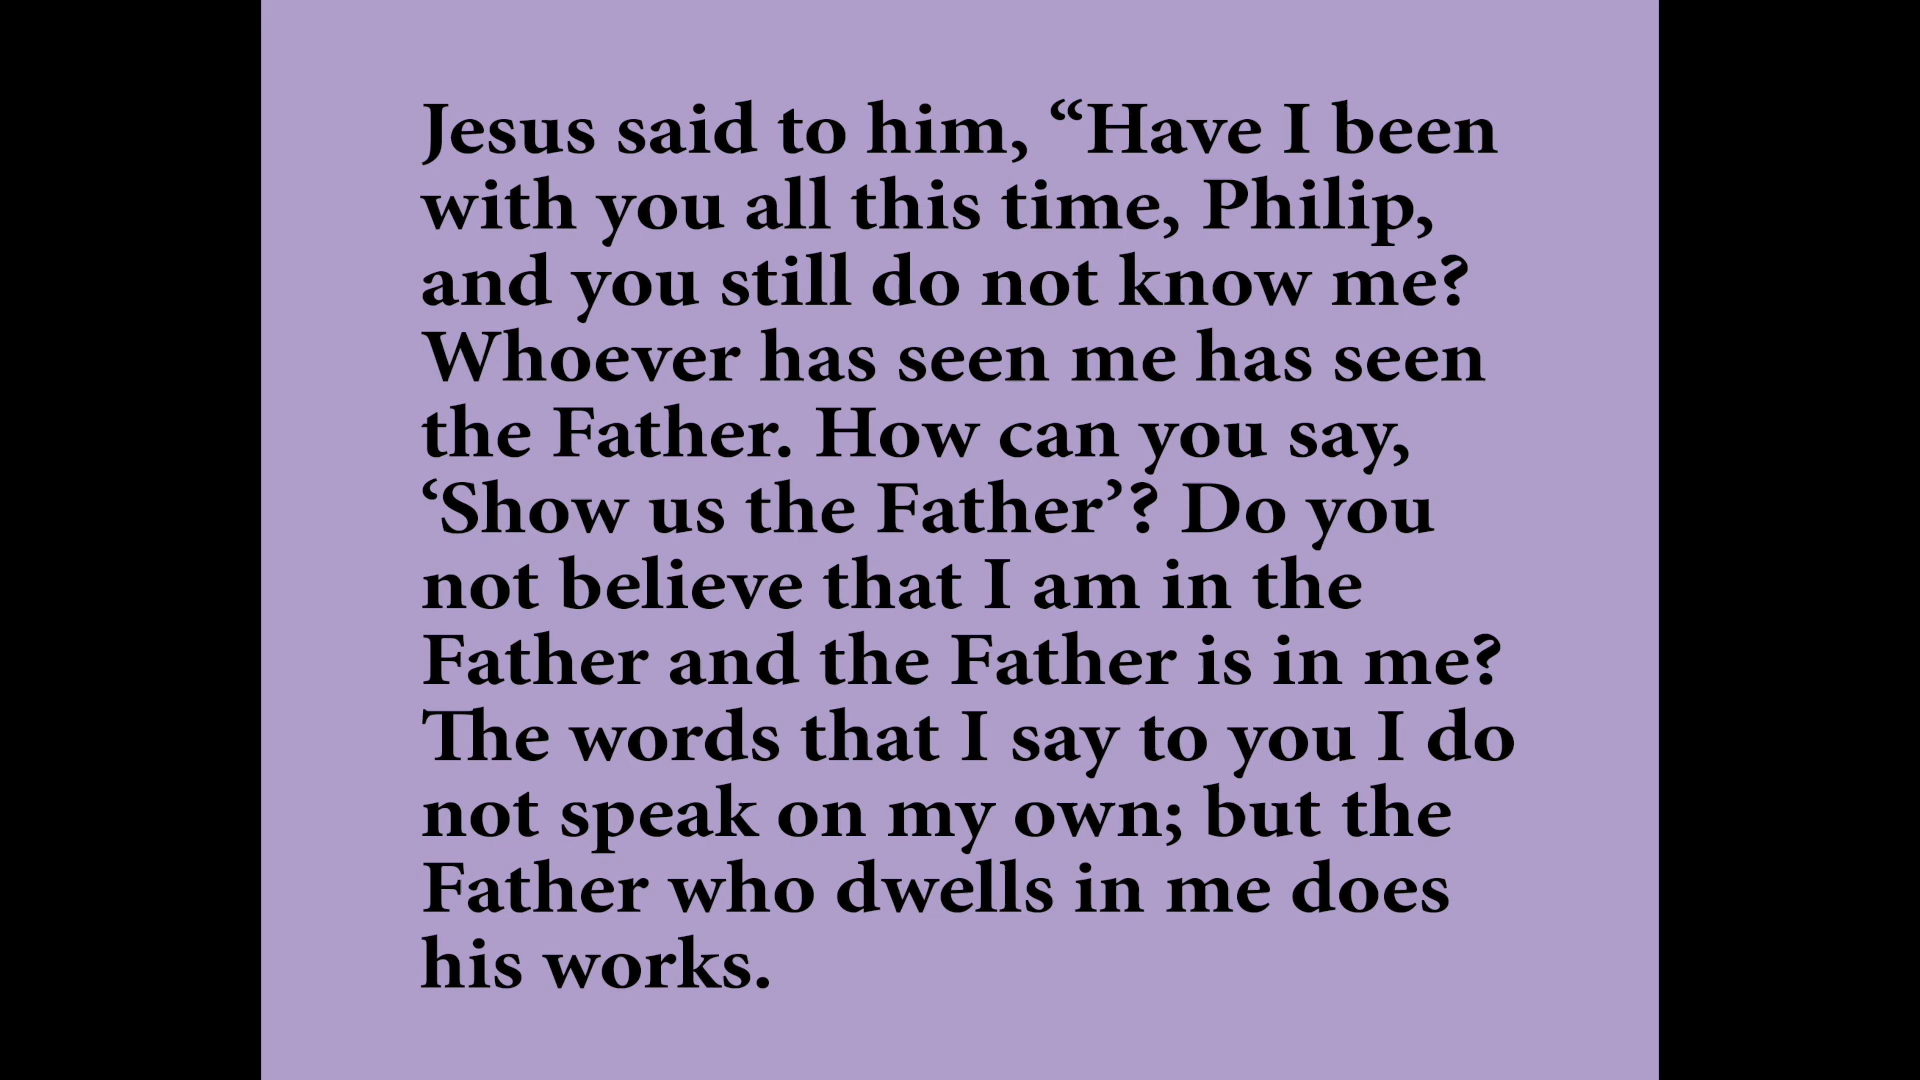 Jesus said to him, “Have I been
with you all this time, Philip,
and you still do not know me?
Whoever has seen me has seen
the Father. How can you say,
‘Show us the Father’? Do you
not believe that I am in the
Father and the Father is in me?
The words that I say to you I do
not speak on my own; but the
Father who dwells in me does
his works.